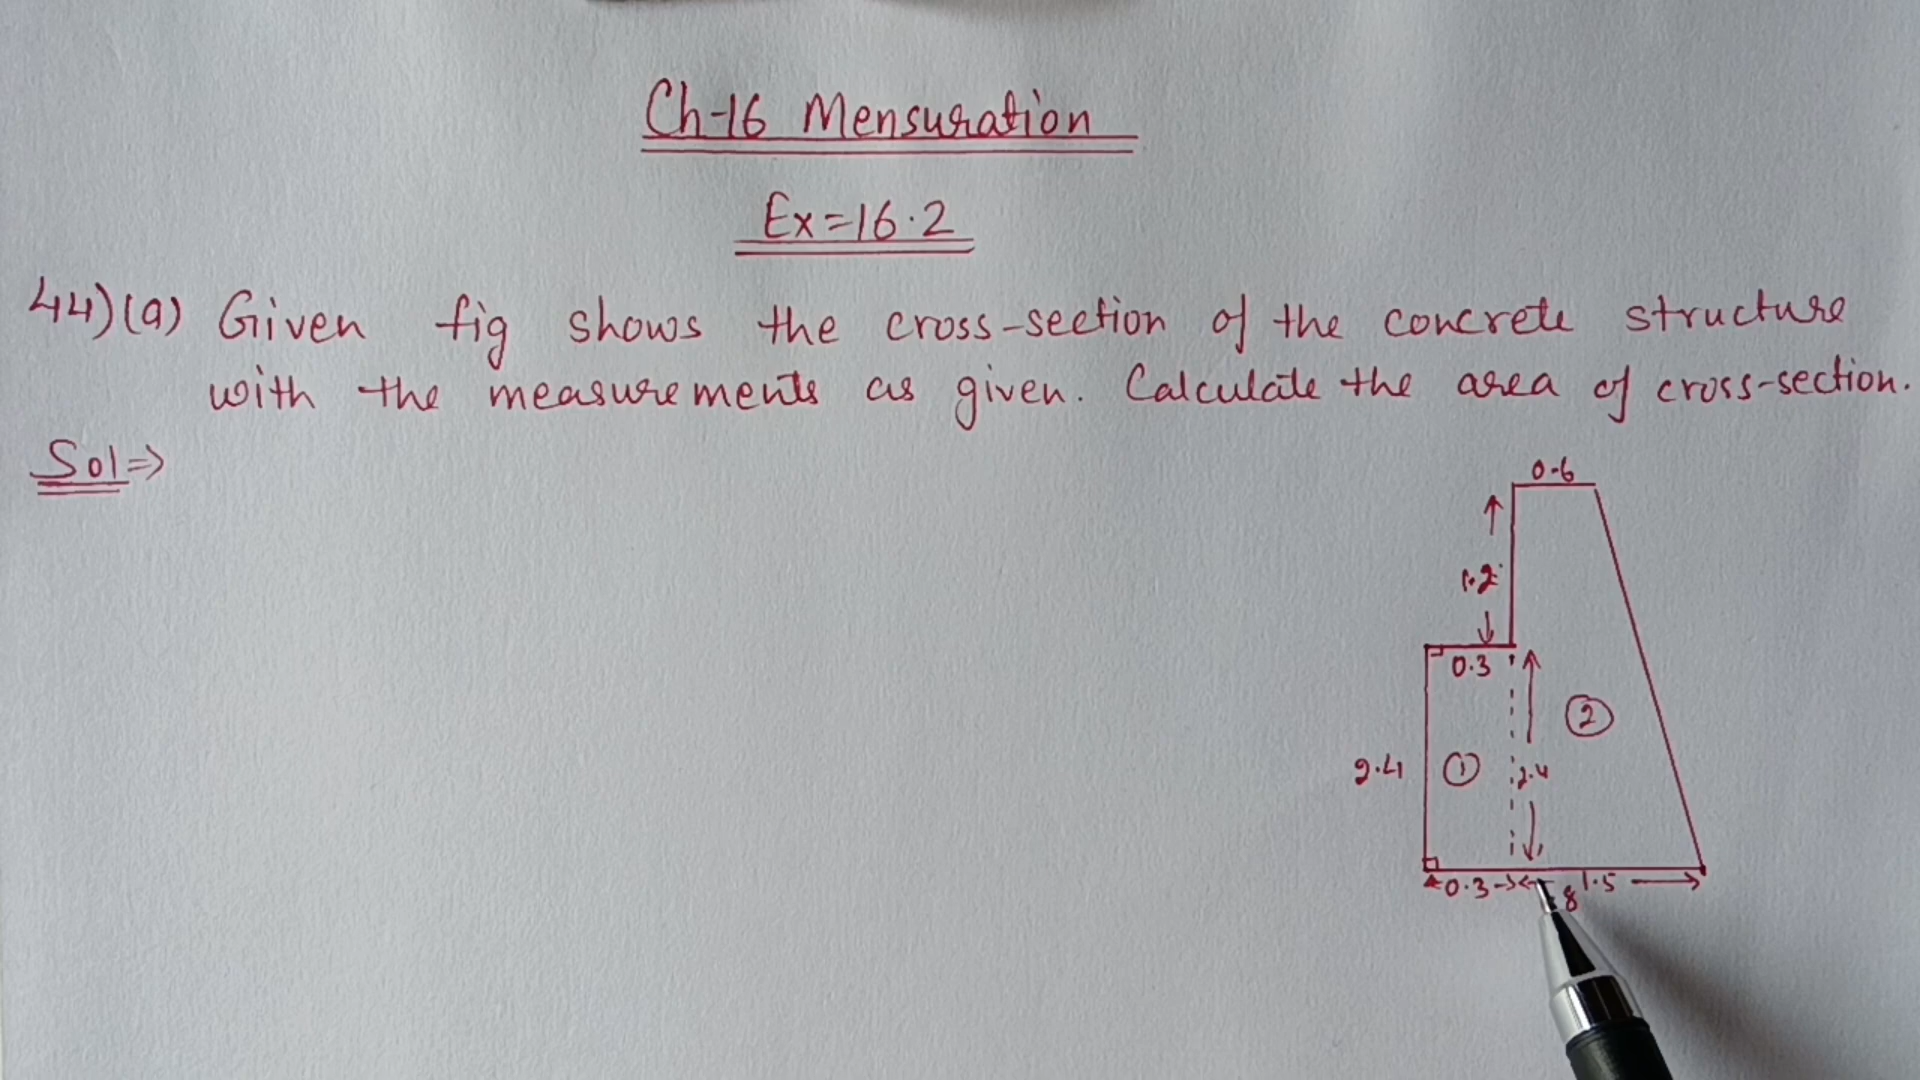 Ch-16 Mensuration
Ex=16.2
44)(a) Given fig shows the cross-section of the concrete structure
with the measurements as given. Calculate the area of cross-section.
Sol⇒
0.6
1.2
0.3
2
2.4
1
2.4
0.3
1.5
8